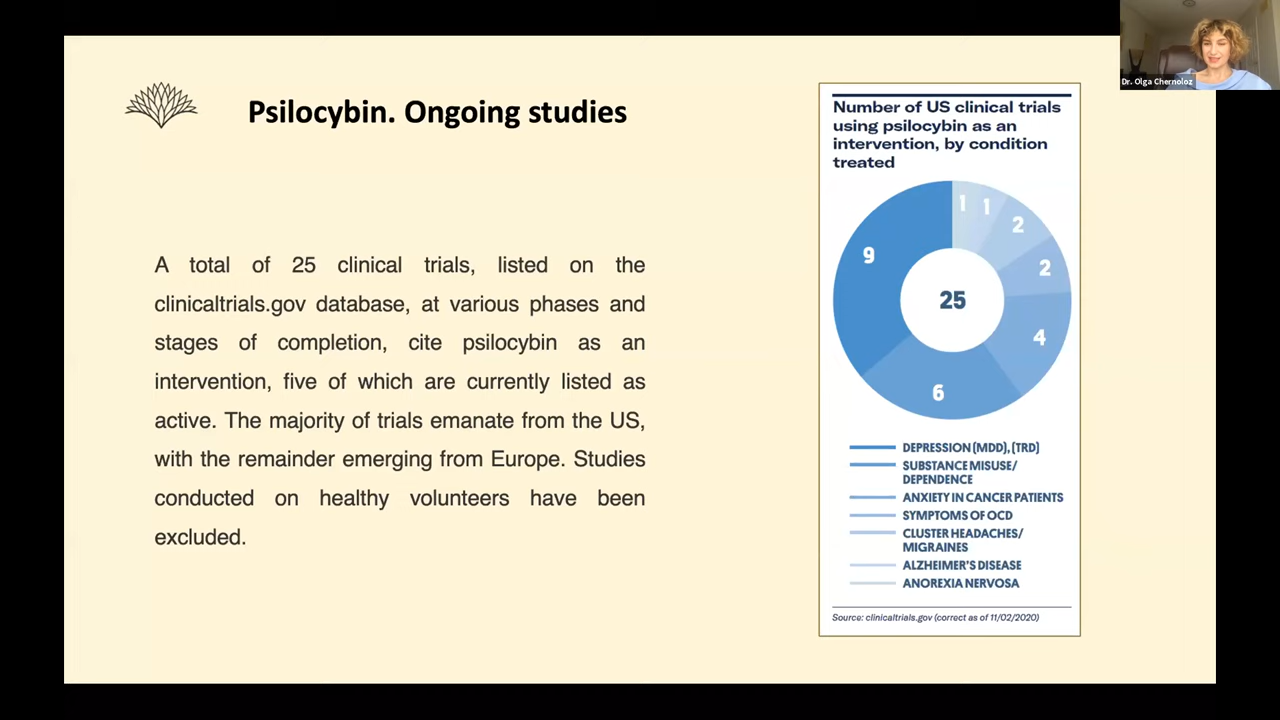 Psilocybin. Ongoing studies
A total of 25 clinical trials, listed on the
clinicaltrials.gov database, at various phases and
stages of completion, cite psilocybin as an
intervention, five of which are currently listed as
active. The majority of trials emanate from the US,
with the remainder emerging from Europe. Studies
conducted on healthy volunteers have been
excluded.
Number of US clinical trials
using psilocybin as an
intervention, by condition
treated
1
1
2
2
4
6
9
25
DEPRESSION (MDD), (TRD)
SUBSTANCE MISUSE/
DEPENDENCE
ANXIETY IN CANCER PATIENTS
SYMPTOMS OF OCD
CLUSTER HEADACHES/
MIGRAINES
ALZHEIMER'S DISEASE
ANOREXIA NERVOSA
Source: clinicaltrials.gov (correct as of 11/02/2020)
Dr. Olga Chernoloz